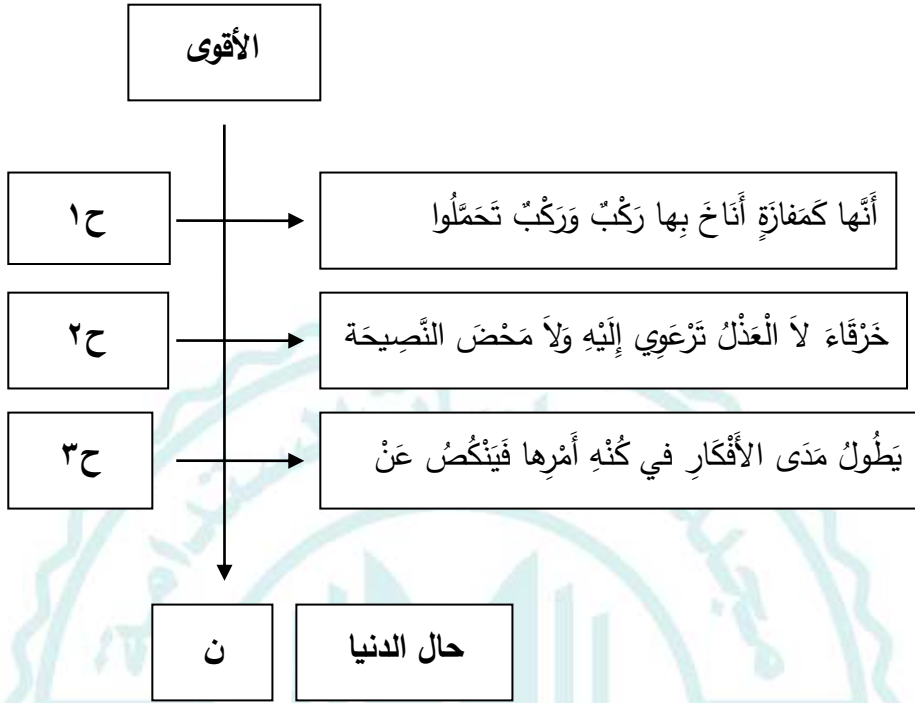 الأقوى
ح١
أَنَّها كَمَفازَةٍ أَنَاخَ بِها رَكْبٌ وَرَكْبٌ تَحَمَّلُوا
ح٢
خَرْقَاءَ لاَ الْعَذْلُ تَرْعَوِي إِلَيْهِ وَلاَ مَحْضَ النَّصِيحَة
ح٣
يَطُولُ مَدَى الأَفْكَارِ في كُنْهِ أَمْرِها فَيَنْكُصُ عَنْ
حال الدنيا
ن